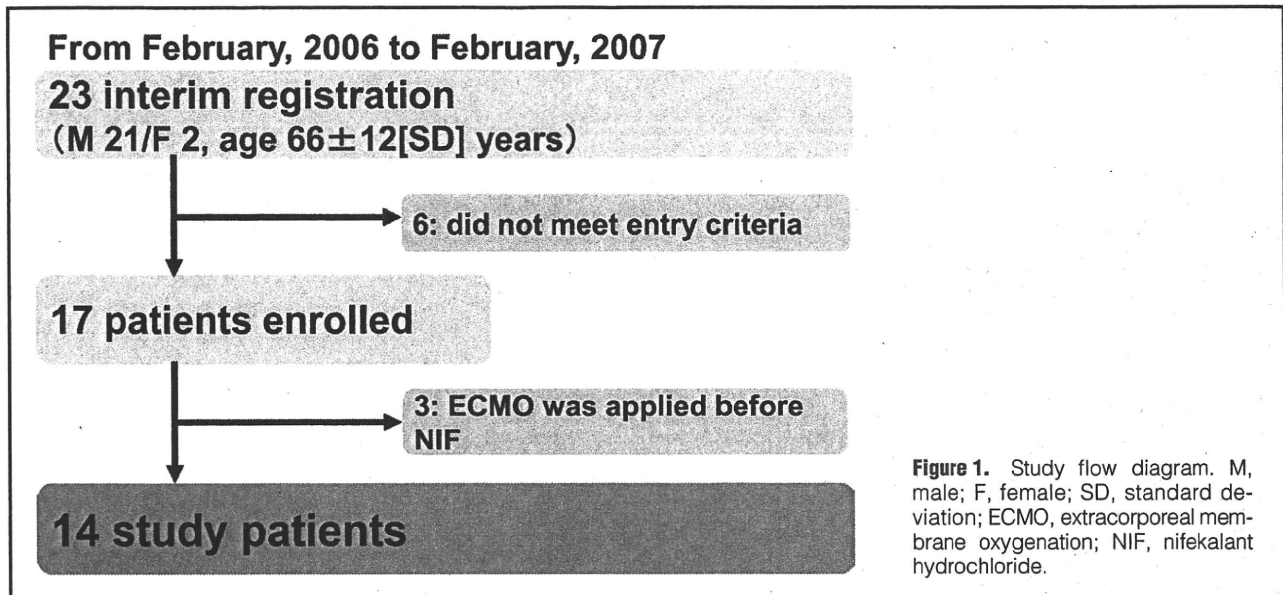 From February, 2006 to February, 2007
23 interim registration
(M 21/F 2, age 66±12[SD] years)
6: did not meet entry criteria
17 patients enrolled
3: ECMO was applied before
NIF
14 study patients
Figure 1. Study flow diagram. M,
male; F, female; SD, standard de-
viation; ECMO, extracorporeal mem-
brane oxygenation; NIF, nifekalant
hydrochloride.